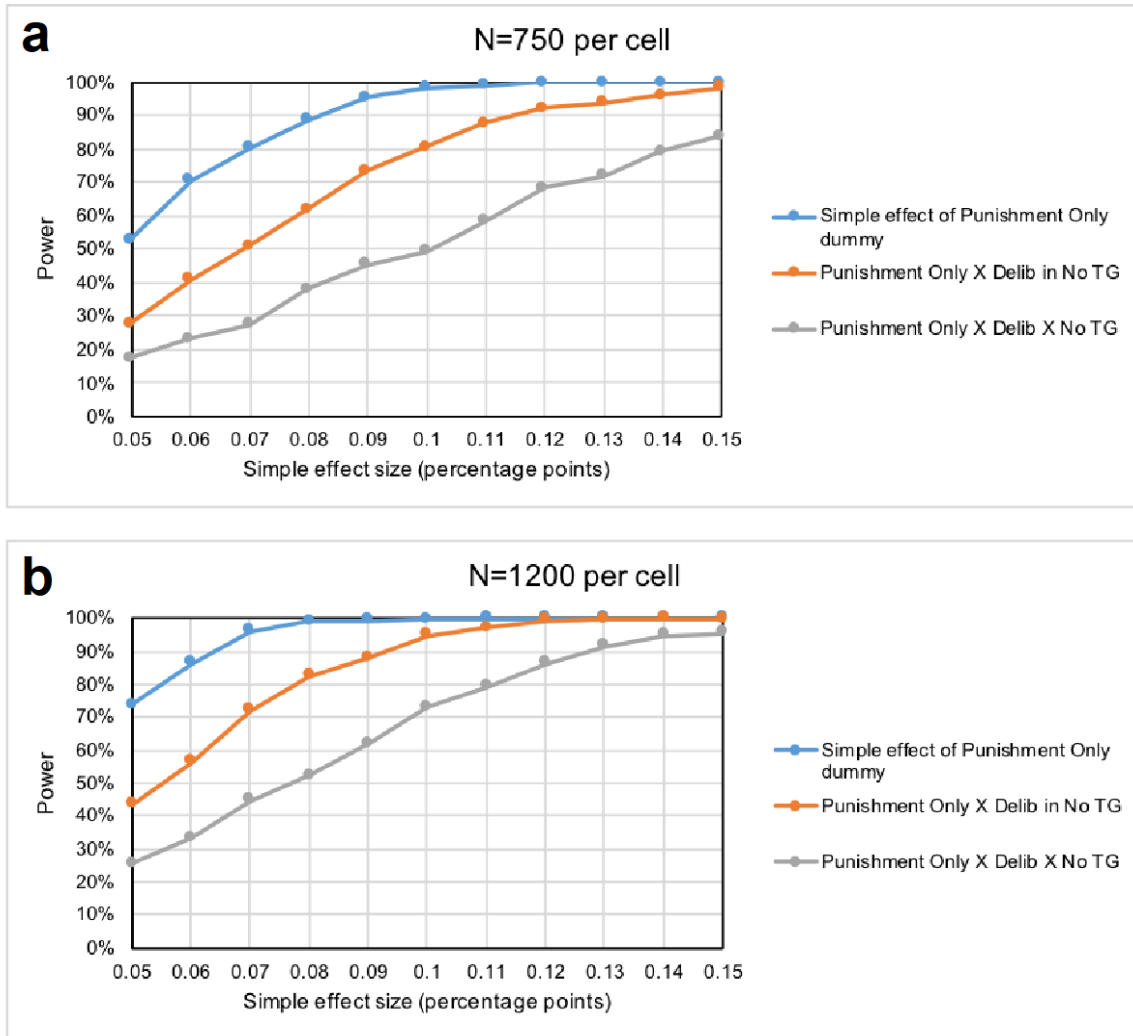 a
N=750 per cell
100%
90%
80%
70%
60%
50%
40%
30%
20%
10%
0%
Power
0.05 0.06 0.07 0.08 0.09 0.1 0.11 0.12 0.13 0.14 0.15
Simple effect size (percentage points)
Simple effect of Punishment Only
dummy
Punishment Only X Delib in No TG
Punishment Only X Delib X No TG
b
N=1200 per cell
100%
90%
80%
70%
60%
50%
40%
30%
20%
10%
0%
Power
0.05 0.06 0.07 0.08 0.09 0.1 0.11 0.12 0.13 0.14 0.15
Simple effect size (percentage points)
Simple effect of Punishment Only
dummy
Punishment Only X Delib in No TG
Punishment Only X Delib X No TG